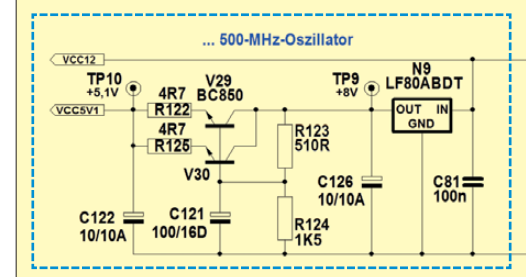 ... 500-MHz-Oszillator
VCC12
TP10
+5,1V
VCC5V1
4R7
R122
4R7
R125
V29
BC850
V30
TP9
+8V
N9
LF80ABDT
OUT IN
GND
R123
510R
C122
10/10A
C121
100/16D
R124
1K5
C126
10/10A
C81
100n